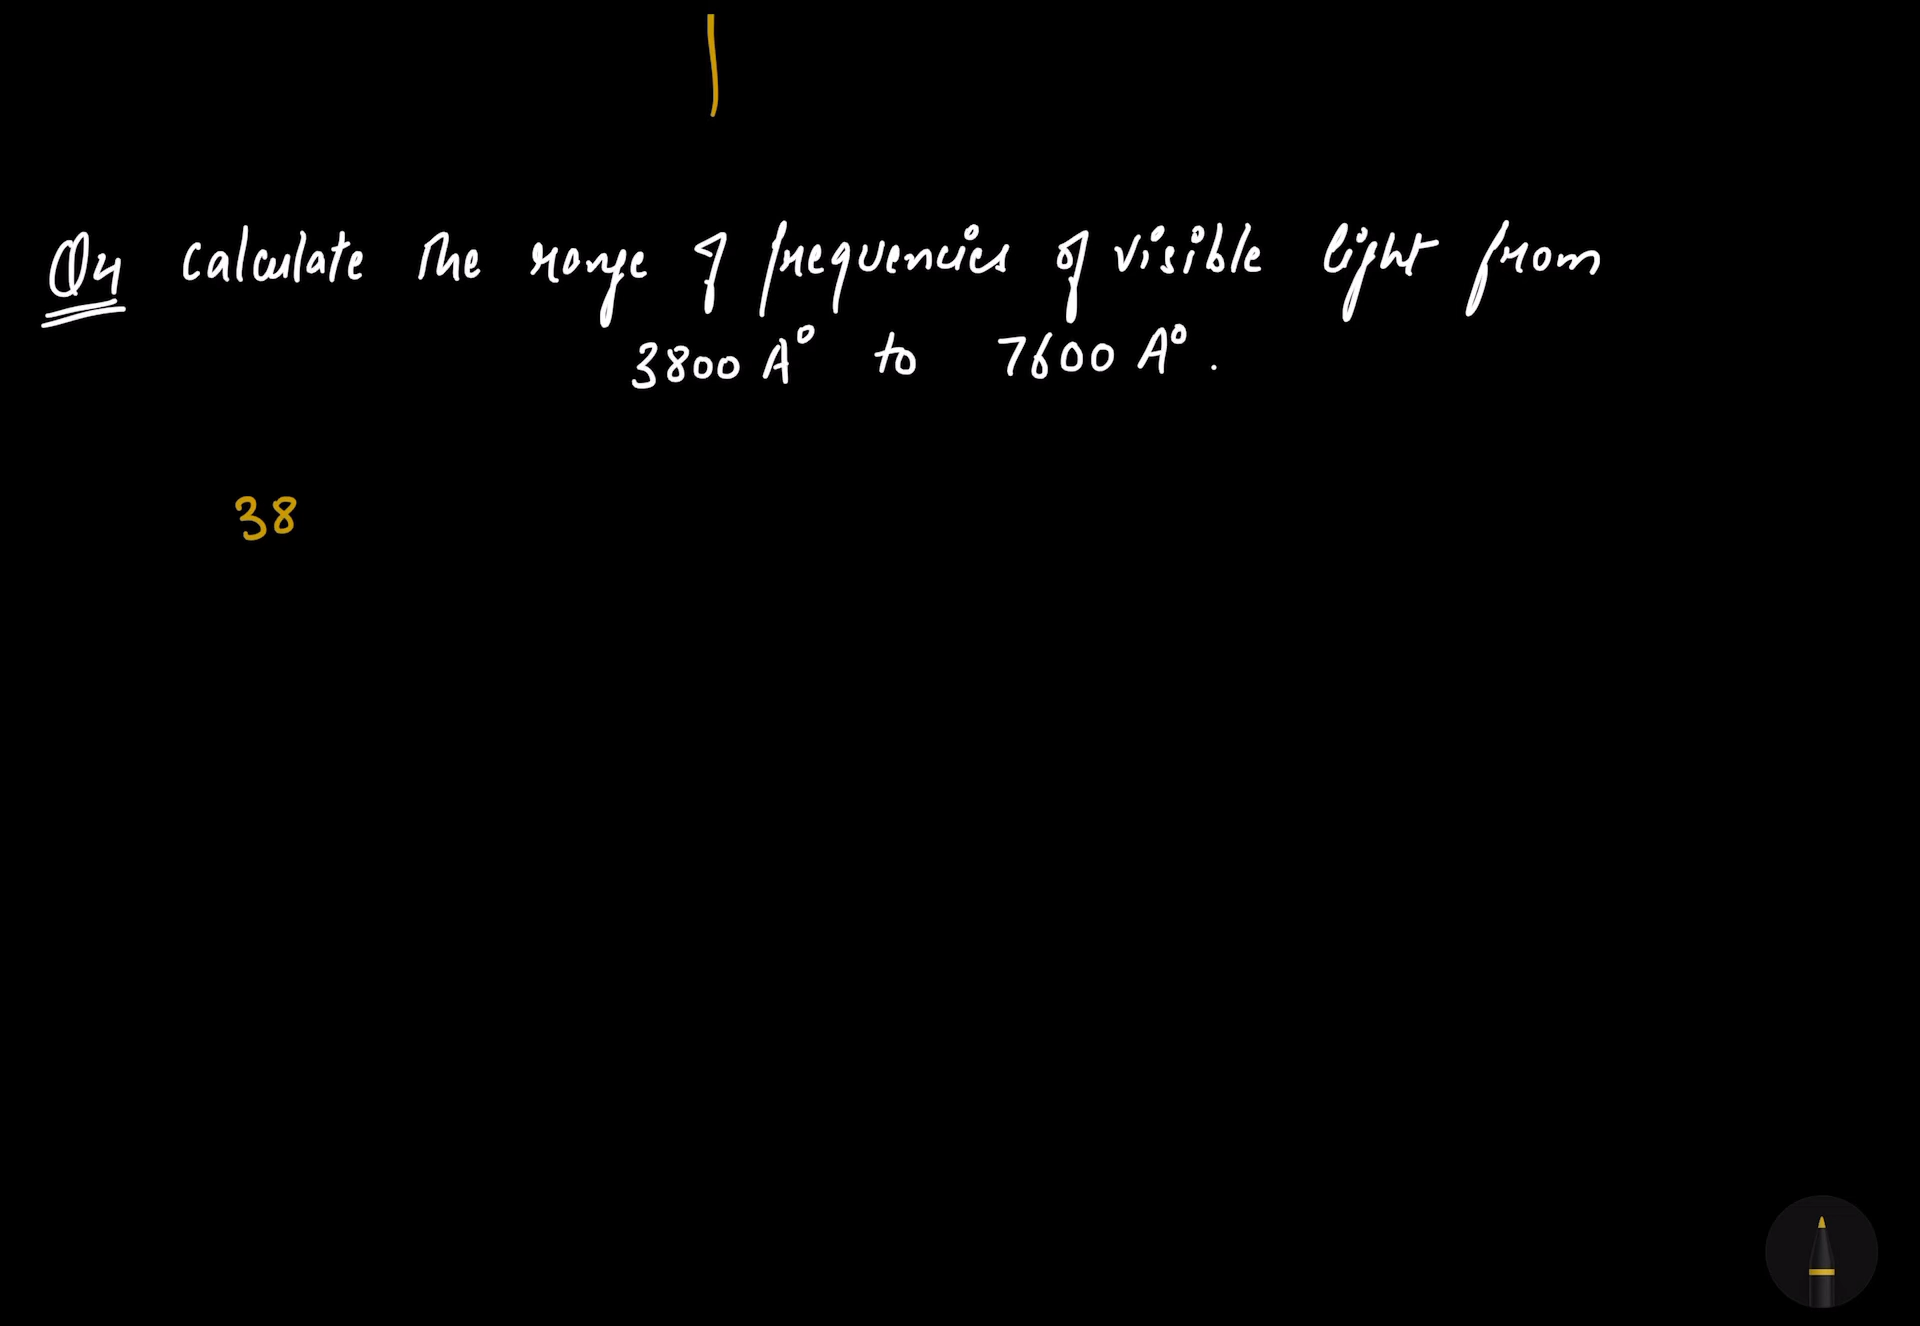 Q4 Calculate the range of frequencies of visible light from
3800 A° to 7600 A°.
38